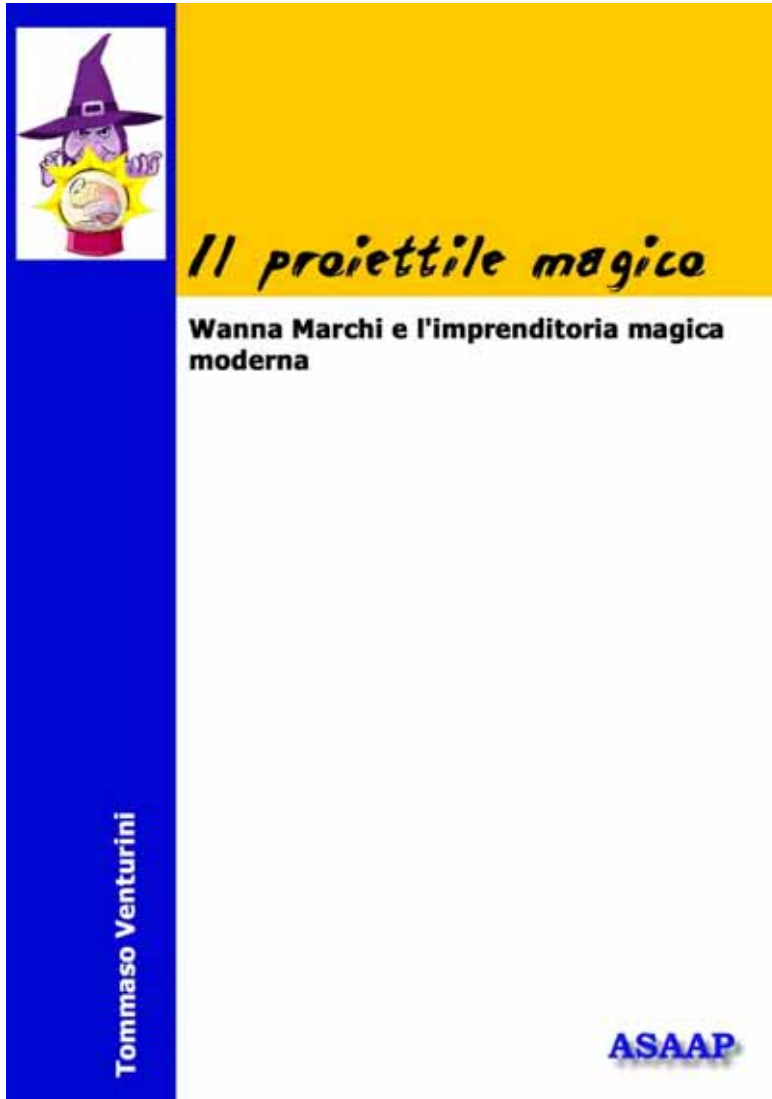 Il proiettile magico
Wanna Marchi e l'imprenditoria magica
moderna
Tommaso Venturini
ASAAP